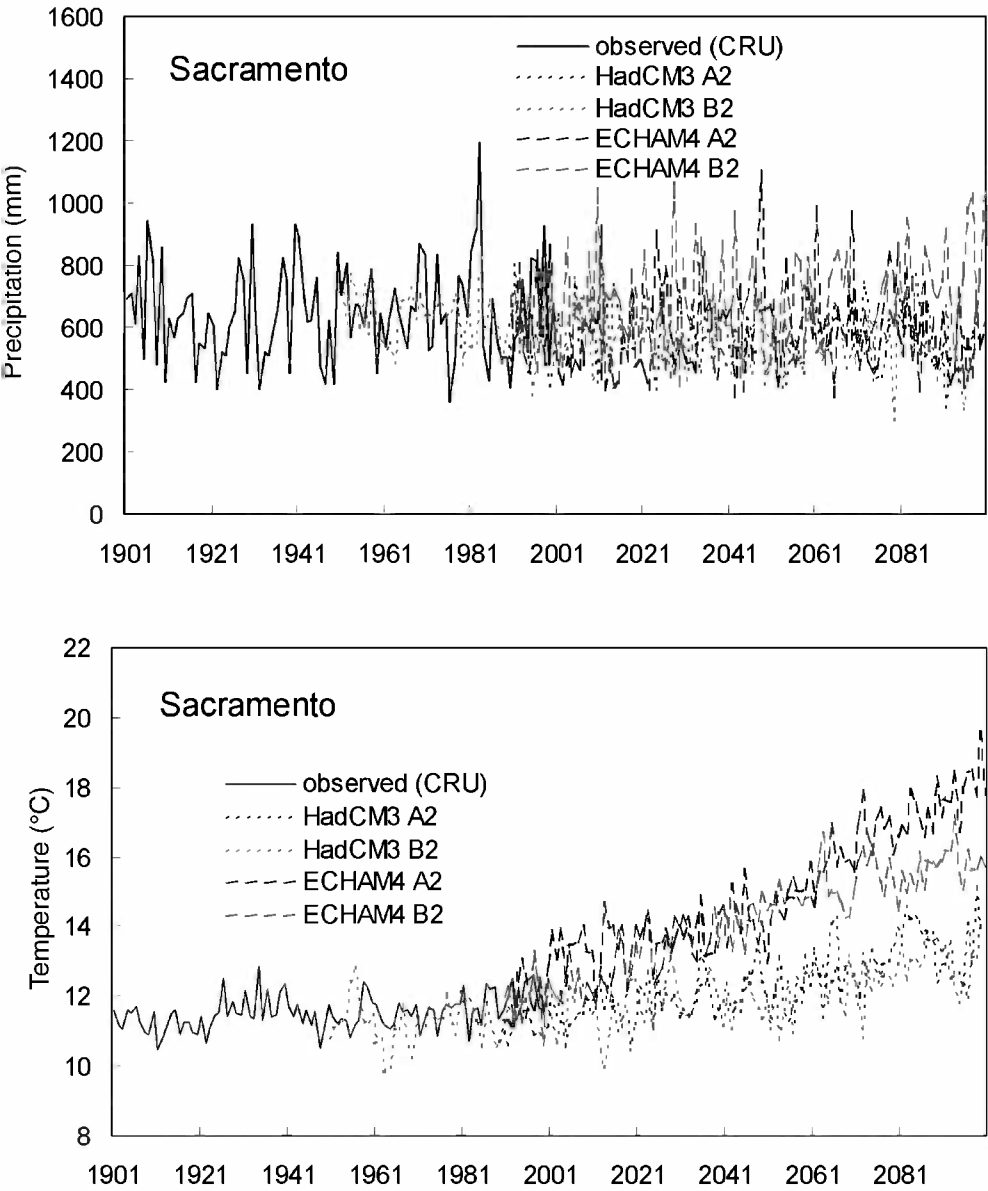 1600
1400
1200
1000
800
600
400
200
0
Precipitation (mm)
Sacramento
observed (CRU)
HadCM3 A2
HadCM3 B2
ECHAM4 A2
ECHAM4 B2
1901 1921 1941 1961 1981 2001 2021 2041 2061 2081
22
20
18
16
14
12
10
8
Temperature (°C)
Sacramento
observed (CRU)
HadCM3 A2
HadCM3 B2
ECHAM4 A2
ECHAM4 B2
1901 1921 1941 1961 1981 2001 2021 2041 2061 2081